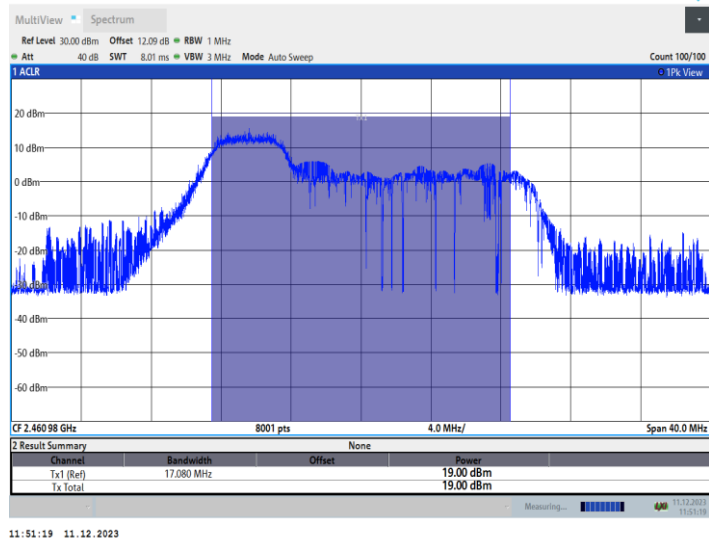 MultiView Spectrum
Ref Level 30.00 dBm Offset 12.09 dB RBW 1 MHz
Att 40 dB SWT 8.01 ms VBW 3 MHz Mode Auto Sweep Count 100/100
1 ACLR 1Pk View
20 dBm
10 dBm
0 dBm
-10 dBm
-20 dBm
-30 dBm
-40 dBm
-50 dBm
-60 dBm
CF 2.460 98 GHz 8001 pts 4.0 MHz/ Span 40.0 MHz
2 Result Summary None
Channel Bandwidth Offset Power
Tx1 (Ref) 17.080 MHz 19.00 dBm
Tx Total 19.00 dBm
Measuring... 11.12.2023
11:51:19
11:51:19 11.12.2023